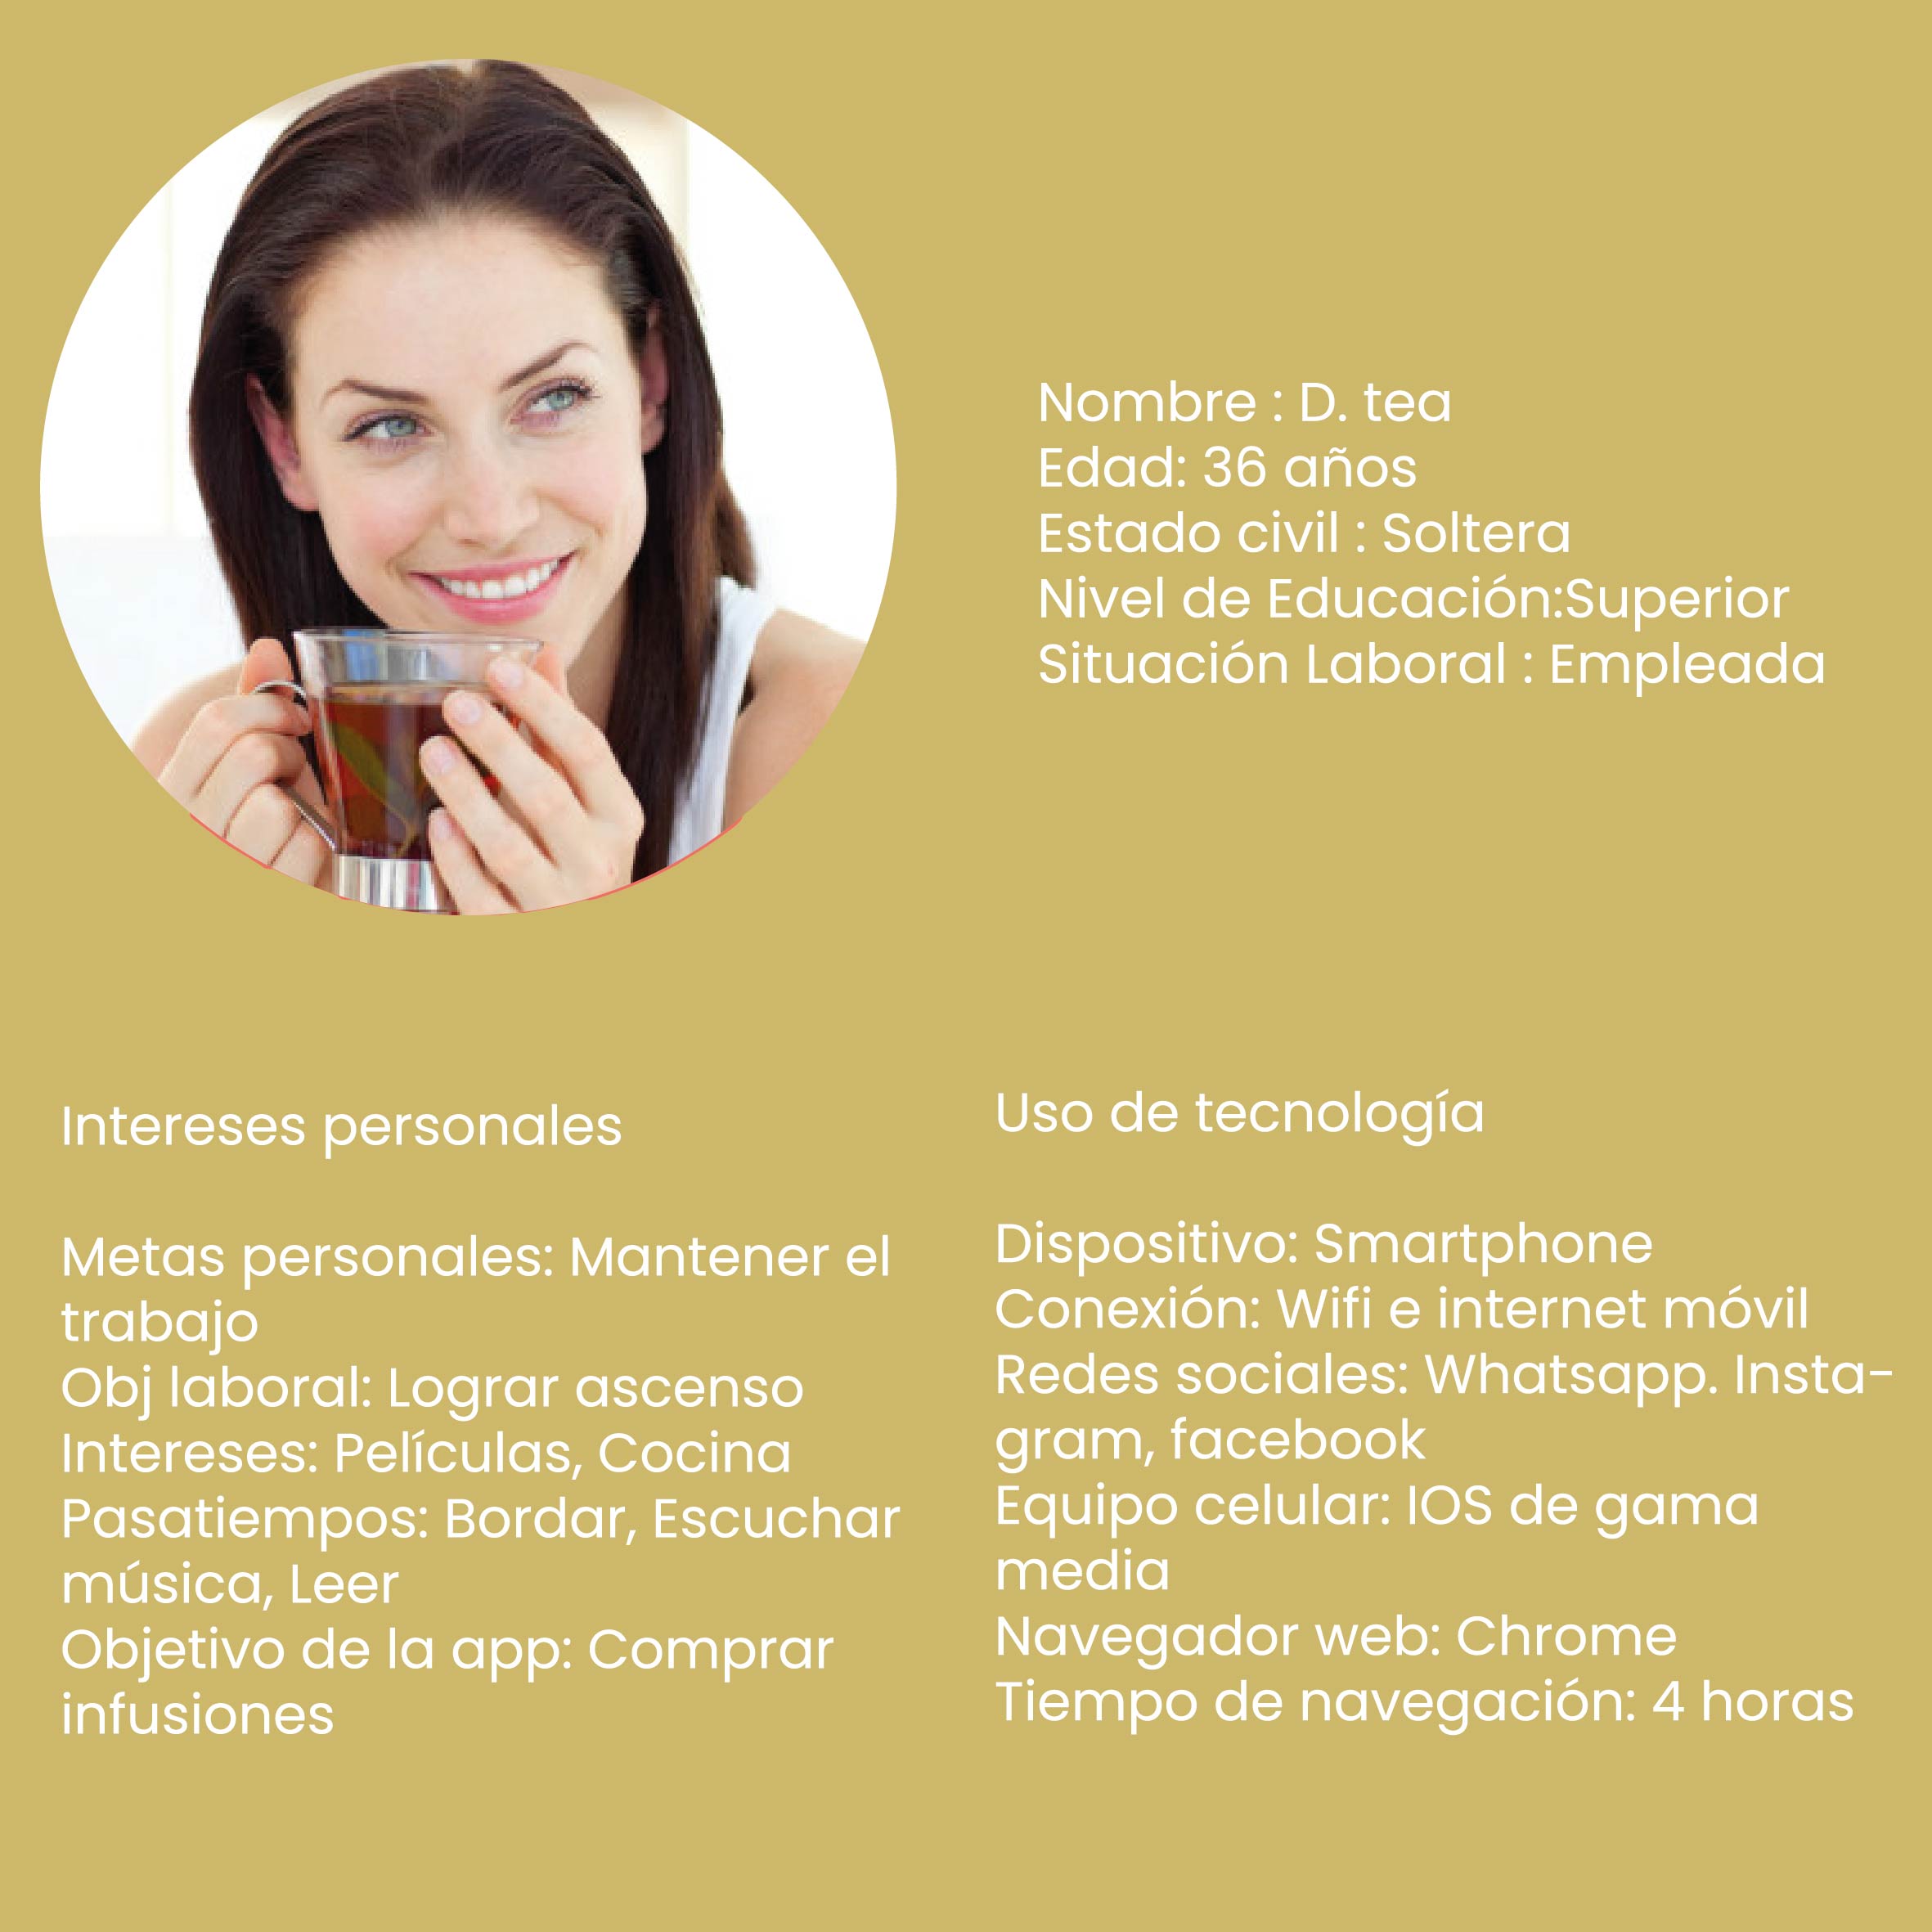 Nombre : D. tea
Edad: 36 años
Estado civil : Soltera
Nivel de Educación:Superior
Situación Laboral : Empleada
Intereses personales
Metas personales: Mantener el
trabajo
Obj laboral: Lograr ascenso
Intereses: Películas, Cocina
Pasatiempos: Bordar, Escuchar
música, Leer
Objetivo de la app: Comprar
infusiones
Uso de tecnología
Dispositivo: Smartphone
Conexión: Wifi e internet móvil
Redes sociales: Whatsapp. Insta-
gram, facebook
Equipo celular: IOS de gama
media
Navegador web: Chrome
Tiempo de navegación: 4 horas